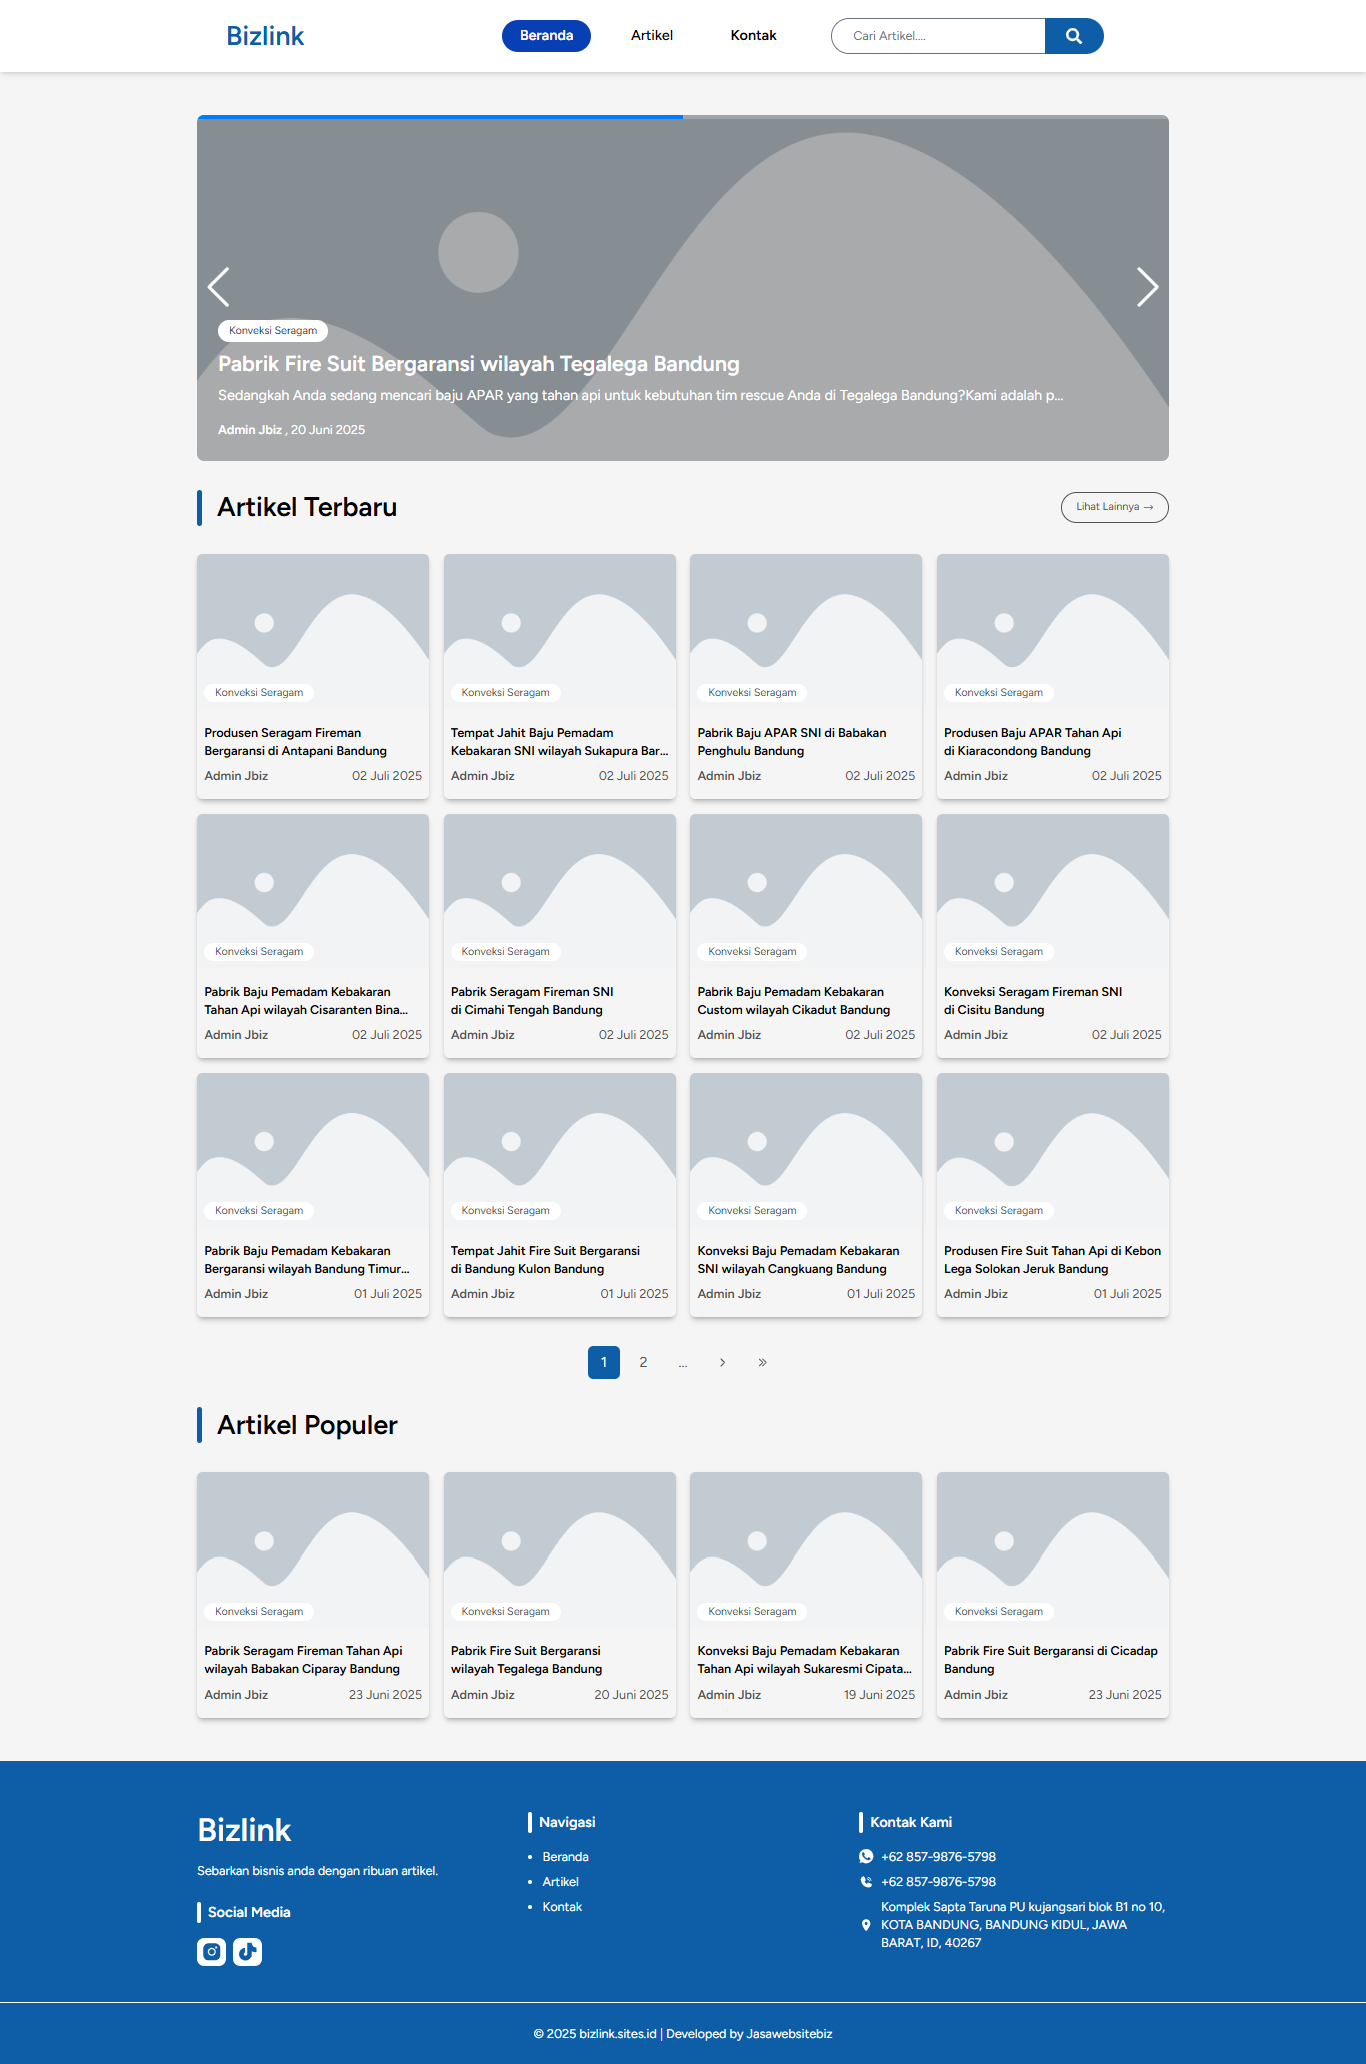 Bizlink
Beranda
Artikel
Kontak
Cari Artikel....
Konveksi Seragam
Pabrik Fire Suit Bergaransi wilayah Tegalega Bandung
Sedangkah Anda sedang mencari baju APAR yang tahan api untuk kebutuhan tim rescue Anda di Tegalega Bandung?Kami adalah p...
Admin Jbiz , 20 Juni 2025
Artikel Terbaru
Lihat Lainnya →
Konveksi Seragam
Produsen Seragam Fireman
Bergaransi di Antapani Bandung
Admin Jbiz 02 Juli 2025
Konveksi Seragam
Tempat Jahit Baju Pemadam
Kebakaran SNI wilayah Sukapura Bar...
Admin Jbiz 02 Juli 2025
Konveksi Seragam
Pabrik Baju APAR SNI di Babakan
Penghulu Bandung
Admin Jbiz 02 Juli 2025
Konveksi Seragam
Produsen Baju APAR Tahan Api
di Kiaracondong Bandung
Admin Jbiz 02 Juli 2025
Konveksi Seragam
Pabrik Baju Pemadam Kebakaran
Tahan Api wilayah Cisaranten Bina...
Admin Jbiz 02 Juli 2025
Konveksi Seragam
Pabrik Seragam Fireman SNI
di Cimahi Tengah Bandung
Admin Jbiz 02 Juli 2025
Konveksi Seragam
Pabrik Baju Pemadam Kebakaran
Custom wilayah Cikadut Bandung
Admin Jbiz 02 Juli 2025
Konveksi Seragam
Konveksi Seragam Fireman SNI
di Cisitu Bandung
Admin Jbiz 02 Juli 2025
Konveksi Seragam
Pabrik Baju Pemadam Kebakaran
Bergaransi wilayah Bandung Timur...
Admin Jbiz 01 Juli 2025
Konveksi Seragam
Tempat Jahit Fire Suit Bergaransi
di Bandung Kulon Bandung
Admin Jbiz 01 Juli 2025
Konveksi Seragam
Konveksi Baju Pemadam Kebakaran
SNI wilayah Cangkuang Bandung
Admin Jbiz 01 Juli 2025
Konveksi Seragam
Produsen Fire Suit Tahan Api di Kebon
Lega Solokan Jeruk Bandung
Admin Jbiz 01 Juli 2025
1 2 ... › »
Artikel Populer
Konveksi Seragam
Pabrik Seragam Fireman Tahan Api
wilayah Babakan Ciparay Bandung
Admin Jbiz 23 Juni 2025
Konveksi Seragam
Pabrik Fire Suit Bergaransi
wilayah Tegalega Bandung
Admin Jbiz 20 Juni 2025
Konveksi Seragam
Konveksi Baju Pemadam Kebakaran
Tahan Api wilayah Sukaresmi Cipata...
Admin Jbiz 19 Juni 2025
Konveksi Seragam
Pabrik Fire Suit Bergaransi di Cicadap
Bandung
Admin Jbiz 23 Juni 2025
Bizlink
Sebarkan bisnis anda dengan ribuan artikel.
Social Media
Navigasi
• Beranda
• Artikel
• Kontak
Kontak Kami
+62 857-9876-5798
+62 857-9876-5798
Komplek Sapta Taruna PU kujangsari blok B1 no 10,
KOTA BANDUNG, BANDUNG KIDUL, JAWA
BARAT, ID, 40267
© 2025 bizlink.sites.id | Developed by Jasawebsitebiz